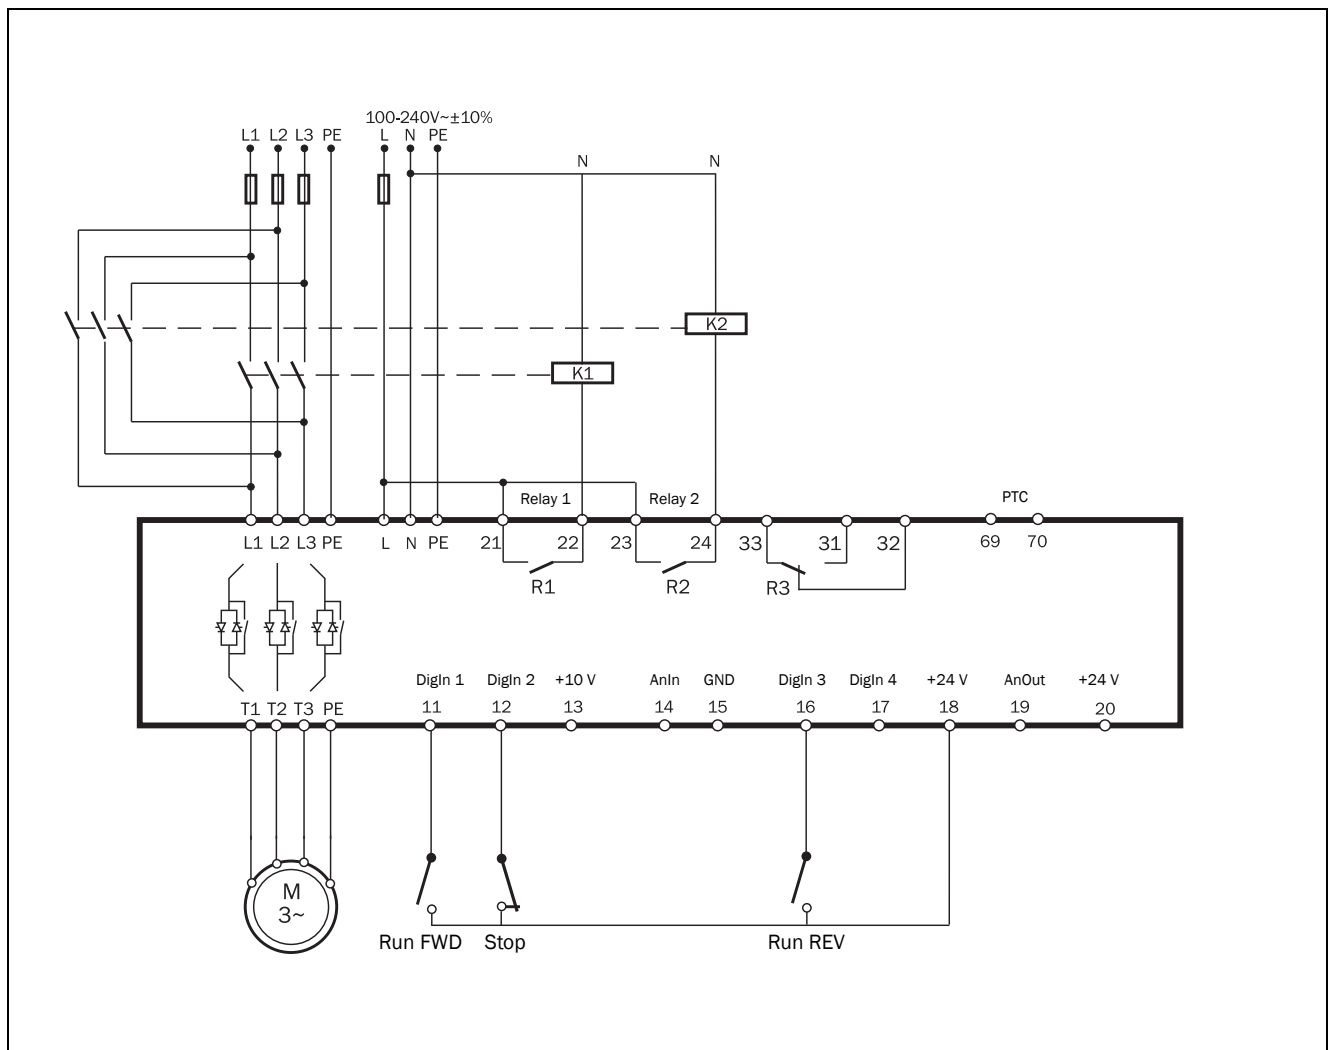 100-240V~±10%
L1 L2 L3 PE L N PE
N N
K2
K1
Relay 1 Relay 2 PTC
L1 L2 L3 PE L N PE 21 22 23 24 33 31 32 69 70
R1 R2 R3
DigIn 1 DigIn 2 +10 V AnIn GND DigIn 3 DigIn 4 +24 V AnOut +24 V
T1 T2 T3 PE 11 12 13 14 15 16 17 18 19 20
M
3~
Run FWD Stop Run REV